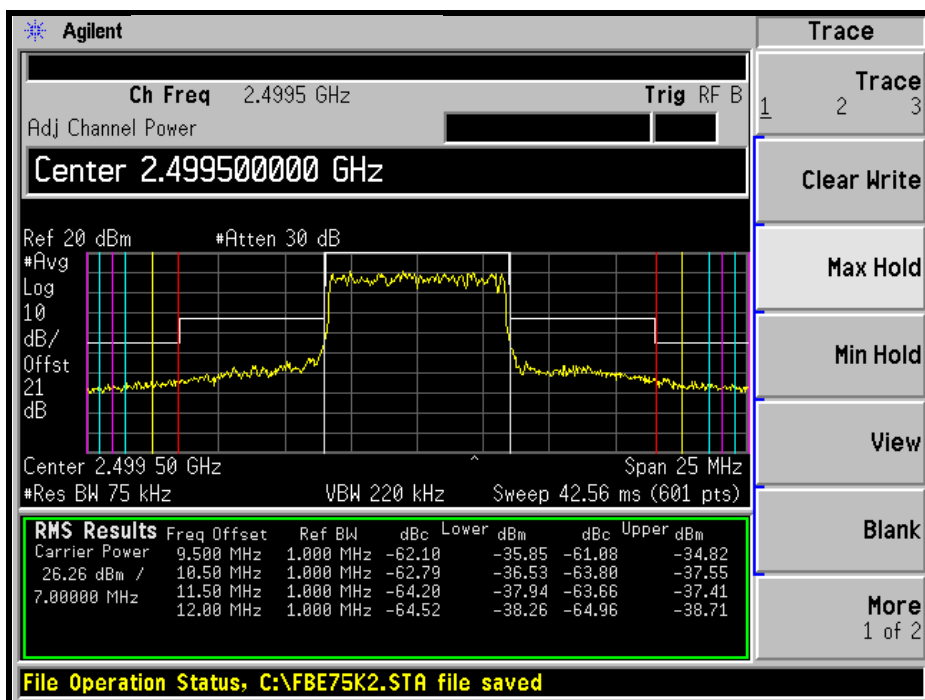 Agilent
Trace
Ch Freq 2.4995 GHz Trig RF B
Adj Channel Power
Center 2.499500000 GHz
Ref 20 dBm #Atten 30 dB
#Avg
Log
10
dB/
Offst
21
dB
Center 2.499 50 GHz ^ Span 25 MHz
#Res BW 75 kHz VBW 220 kHz Sweep 42.56 ms (601 pts)
RMS Results Freq Offset Ref BW dBc Lower dBm dBc Upper dBm
Carrier Power 9.500 MHz 1.000 MHz -62.10 -35.85 -61.08 -34.82
26.26 dBm / 10.50 MHz 1.000 MHz -62.79 -36.53 -63.80 -37.55
7.00000 MHz 11.50 MHz 1.000 MHz -64.20 -37.94 -63.66 -37.41
12.00 MHz 1.000 MHz -64.52 -38.26 -64.96 -38.71
File Operation Status, C:\FBE75K2.STA file saved
Trace
1 2 3
Clear Write
Max Hold
Min Hold
View
Blank
More
1 of 2